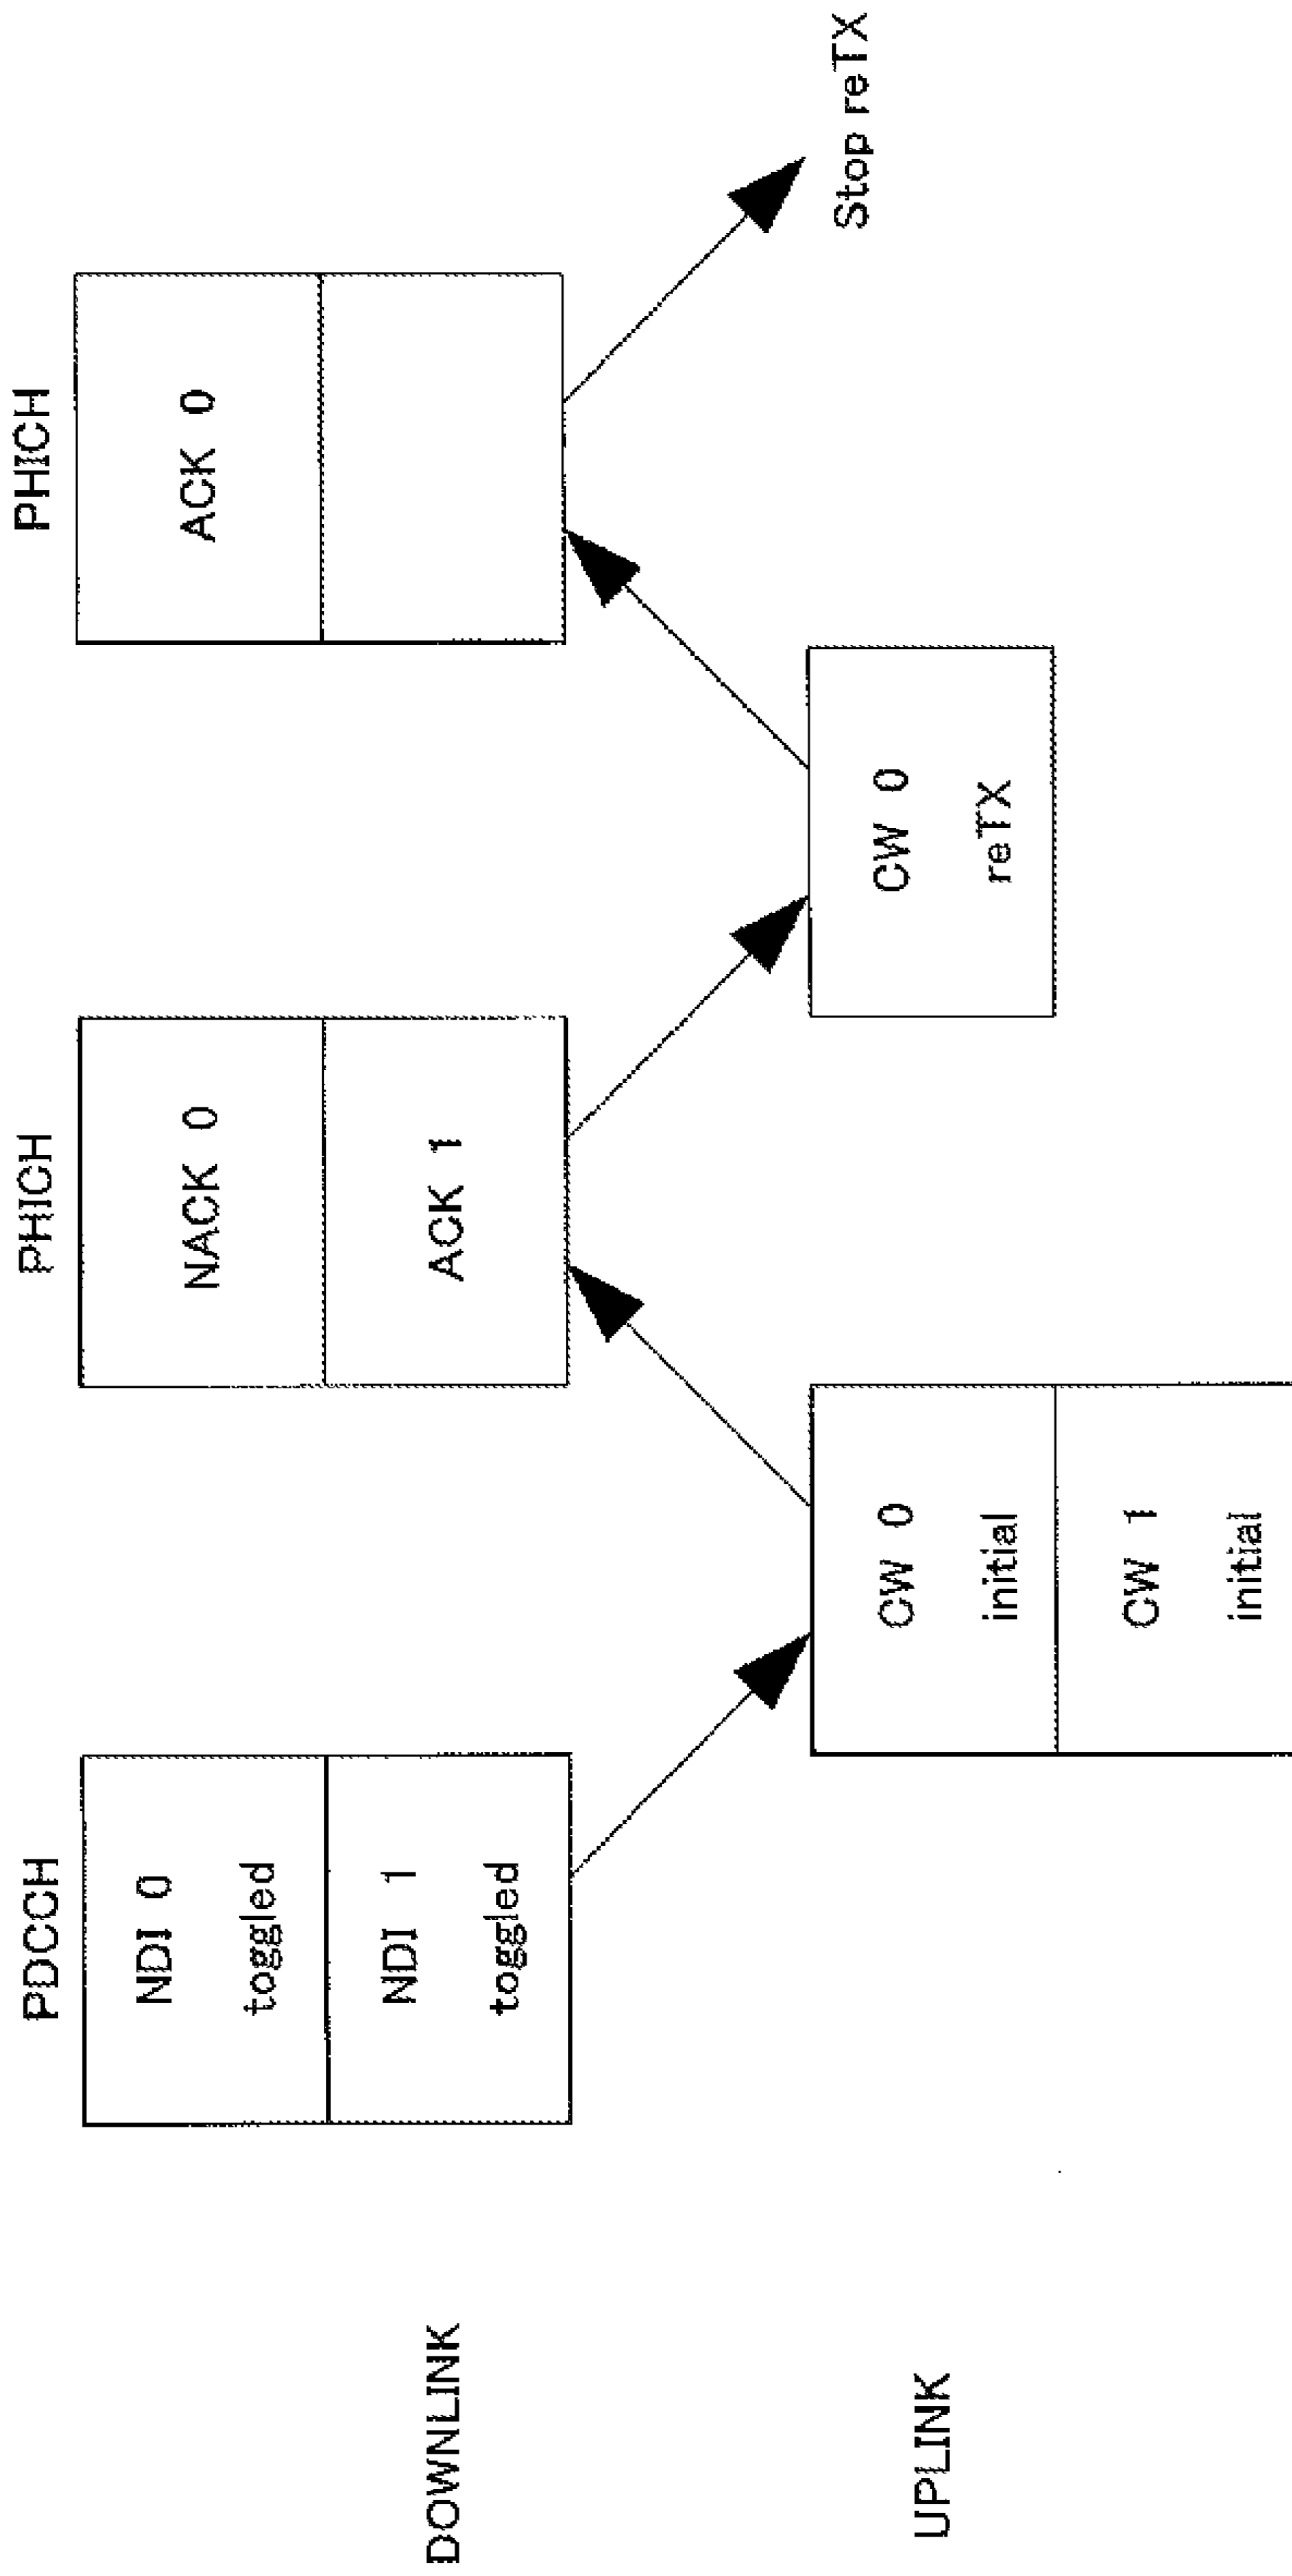 PDCCH
PHICH
PHICH
NDI 0
toggled
NACK 0
ACK 0
NDI 1
toggled
ACK 1
DOWNLINK
Stop reTX
CW 0
initial
CW 0
reTX
UPLINK
CW 1
initial